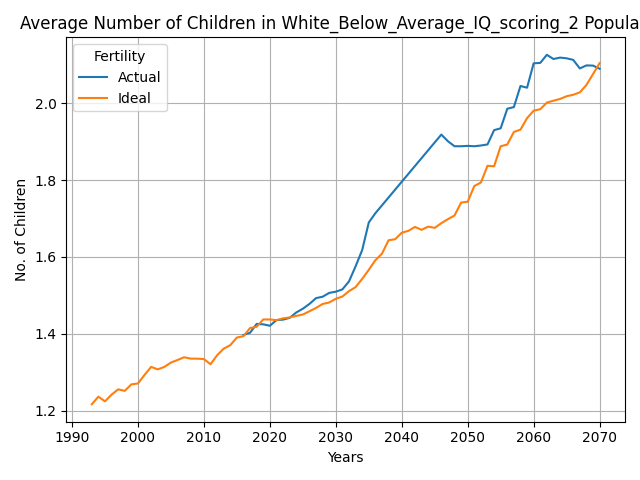 Average Number of Children in White_Below_Average_IQ_scoring_2 Popula
Fertility
Actual
Ideal
No. of Children
2.0
1.8
1.6
1.4
1.2
1990 2000 2010 2020 2030 2040 2050 2060 2070
Years